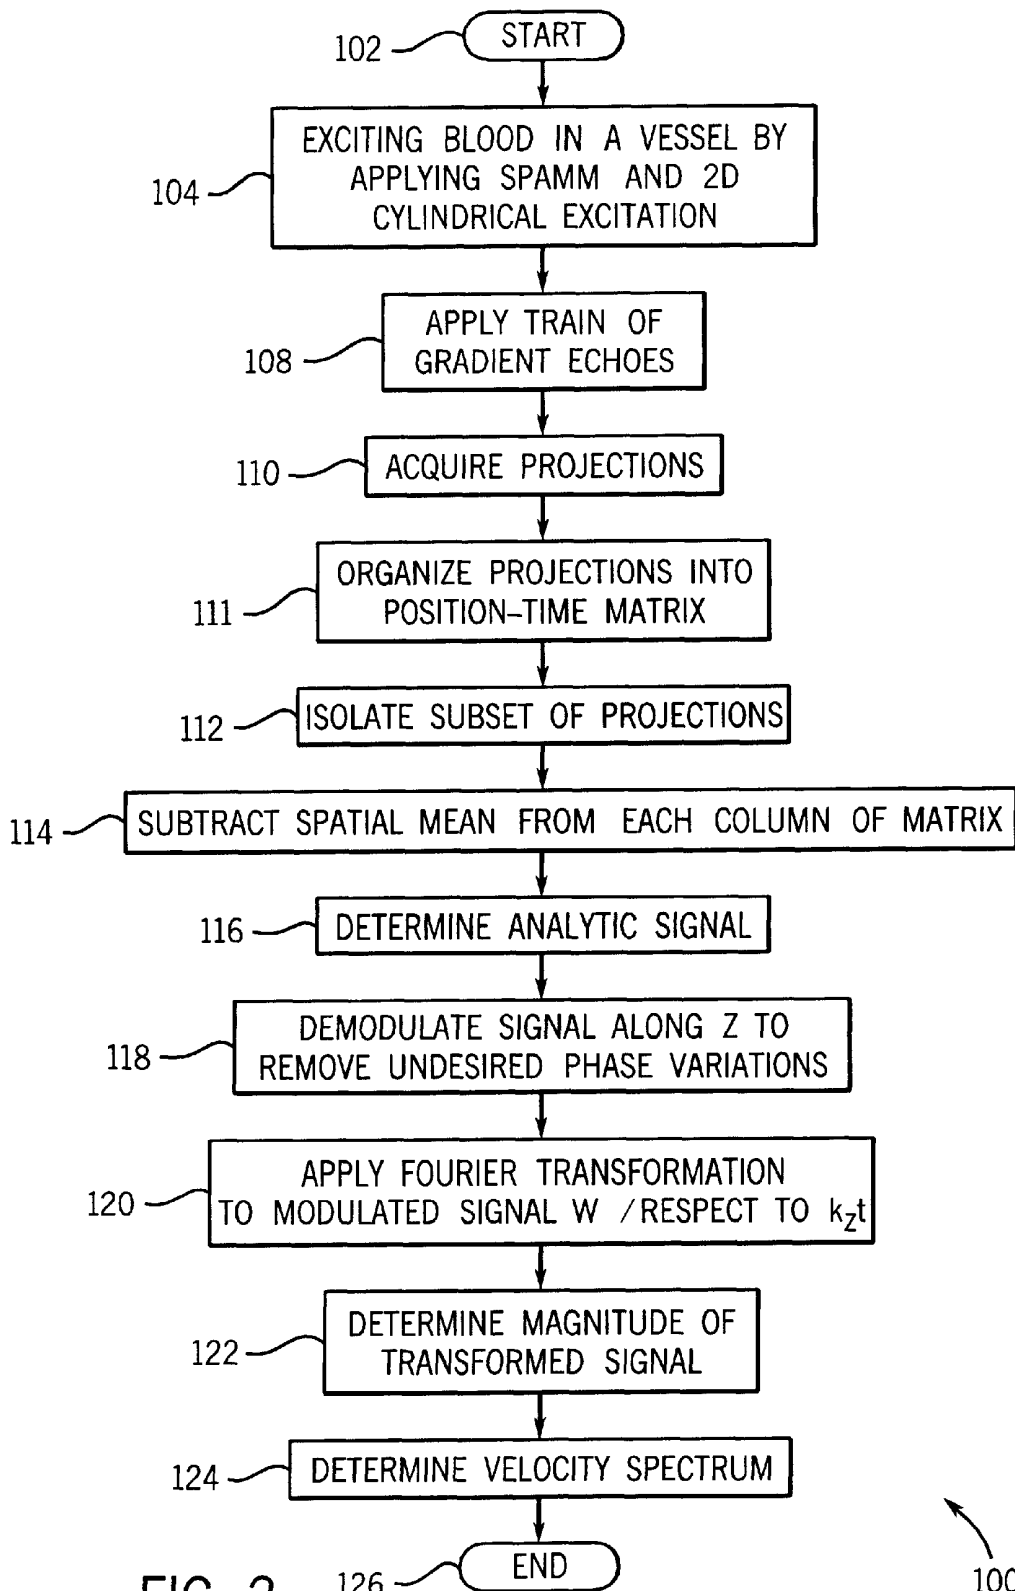 START
102
EXCITING BLOOD IN A VESSEL BY
APPLYING SPAMM AND 2D
CYLINDRICAL EXCITATION
104
APPLY TRAIN OF
GRADIENT ECHOES
108
ACQUIRE PROJECTIONS
110
ORGANIZE PROJECTIONS INTO
POSITION–TIME MATRIX
111
ISOLATE SUBSET OF PROJECTIONS
112
SUBTRACT SPATIAL MEAN FROM EACH COLUMN OF MATRIX
114
DETERMINE ANALYTIC SIGNAL
116
DEMODULATE SIGNAL ALONG Z TO
REMOVE UNDESIRED PHASE VARIATIONS
118
APPLY FOURIER TRANSFORMATION
TO MODULATED SIGNAL W /RESPECT TO kzt
120
DETERMINE MAGNITUDE OF
TRANSFORMED SIGNAL
122
DETERMINE VELOCITY SPECTRUM
124
END
126
100